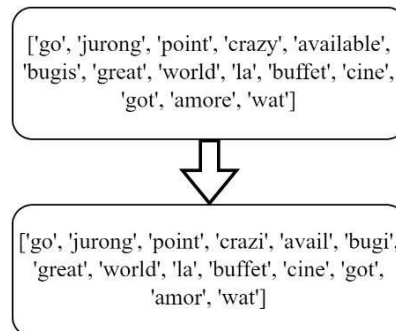 ['go', 'jurong', 'point', 'crazy', 'available',
'bugis', 'great', 'world', 'la', 'buffet', 'cine',
'got', 'amore', 'wat']
['go', 'jurong', 'point', 'crazi', 'avail', 'bugi',
'great', 'world', 'la', 'buffet', 'cine', 'got',
'amor', 'wat']